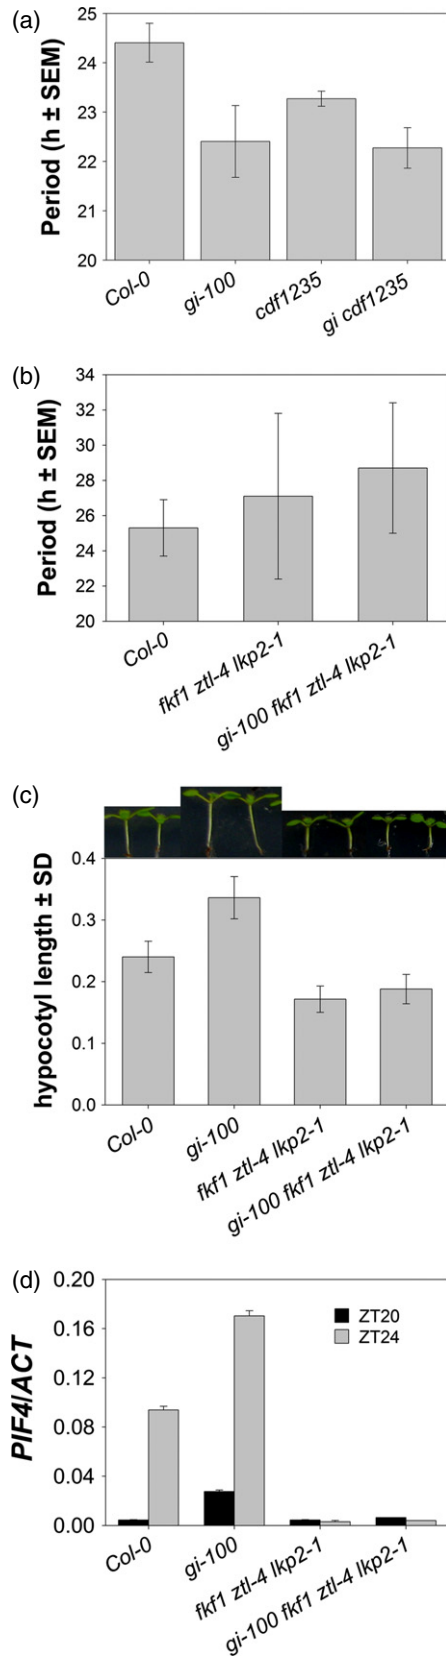 (a)
Period (h ± SEM)
25
24
23
22
21
20
Col-0
gi-100
cdf1235
gi cdf1235
(b)
Period (h ± SEM)
34
32
30
28
26
24
22
20
Col-0
fkf1 ztl-4 lkp2-1
gi-100 fkf1 ztl-4 lkp2-1
(c)
hypocotyl length ± SD
0.4
0.3
0.2
0.1
0.0
Col-0
gi-100
fkf1 ztl-4 lkp2-1
gi-100 fkf1 ztl-4 lkp2-1
(d)
PIF4/ACT
0.20
0.16
0.12
0.08
0.04
0.00
ZT20
ZT24
Col-0
gi-100
fkf1 ztl-4 lkp2-1
gi-100 fkf1 ztl-4 lkp2-1